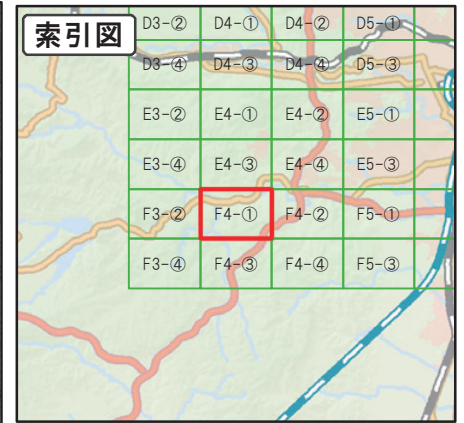 索引図
D3-② D4-① D4-② D5-①
D3-④ D4-③ D4-④ D5-③
E3-② E4-① E4-② E5-①
E3-④ E4-③ E4-④ E5-③
F3-② F4-① F4-② F5-①
F3-④ F4-③ F4-④ F5-③